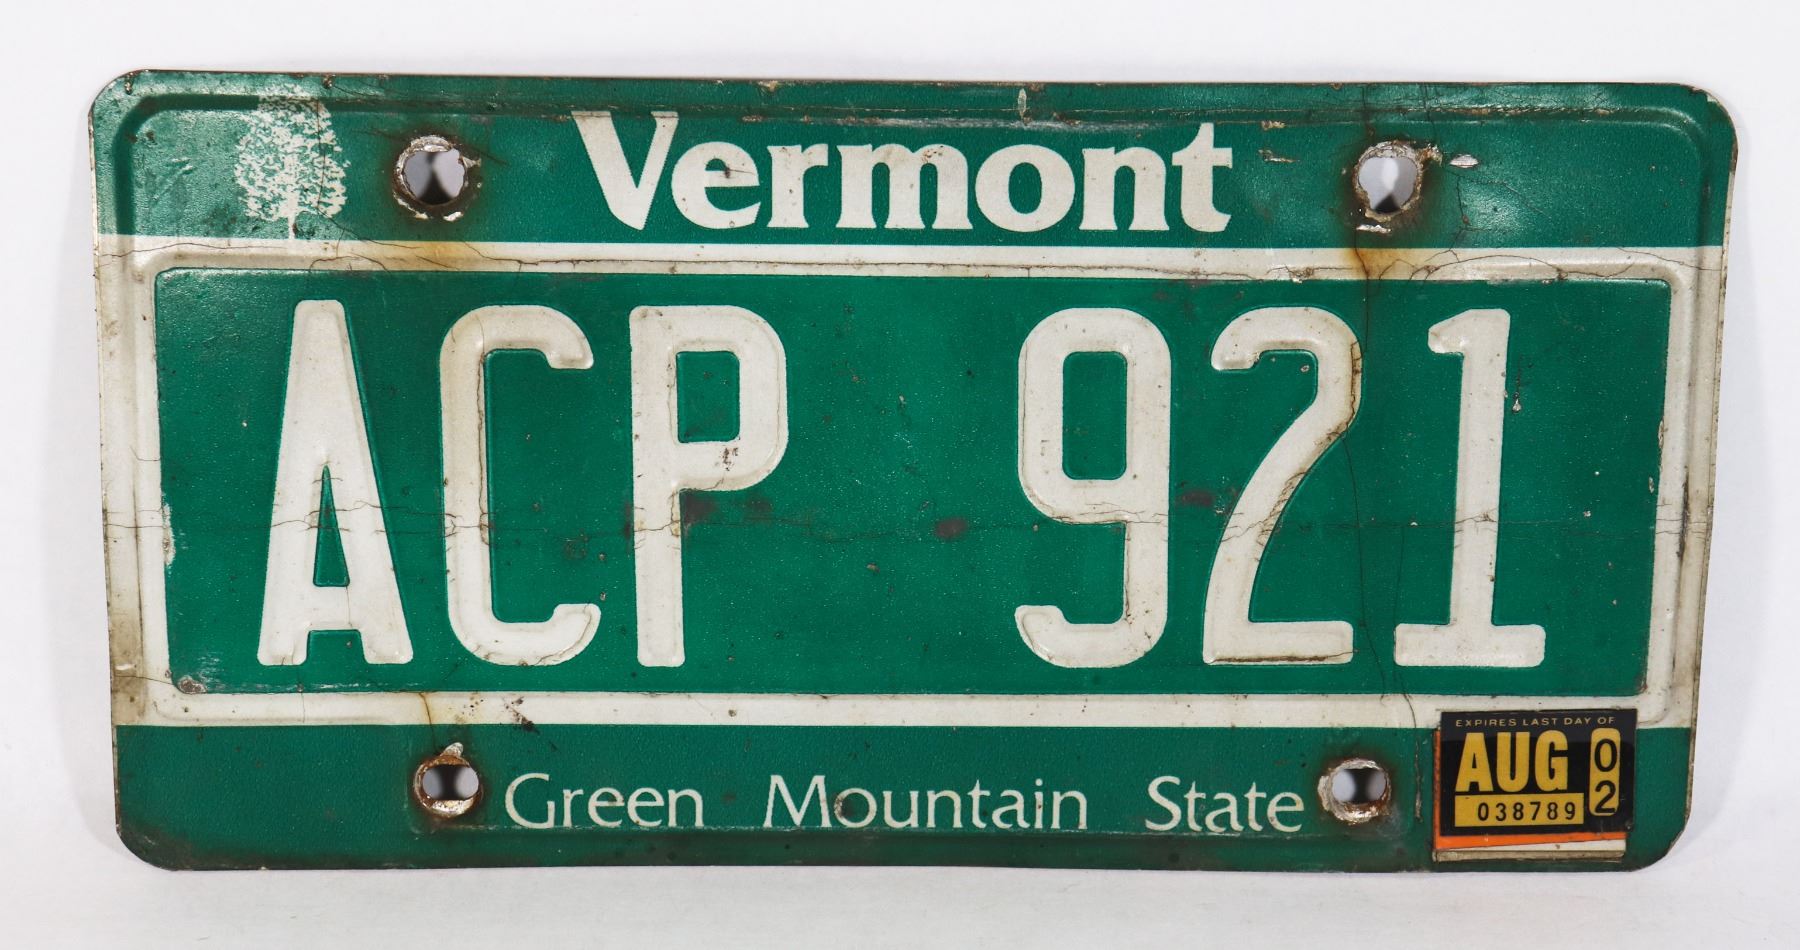 Vermont
ACP 921
Green Mountain State
EXPIRES LAST DAY OF
AUG 02
038789